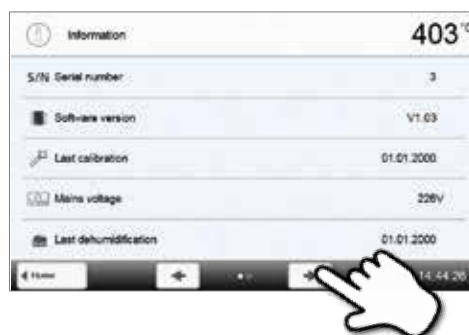 Information 403 °C
S/N Serial number 3
Software version V1.03
Last calibration 01.01.2000
Mains voltage 226V
Last dehumidification 01.01.2000
Home 14:44:26